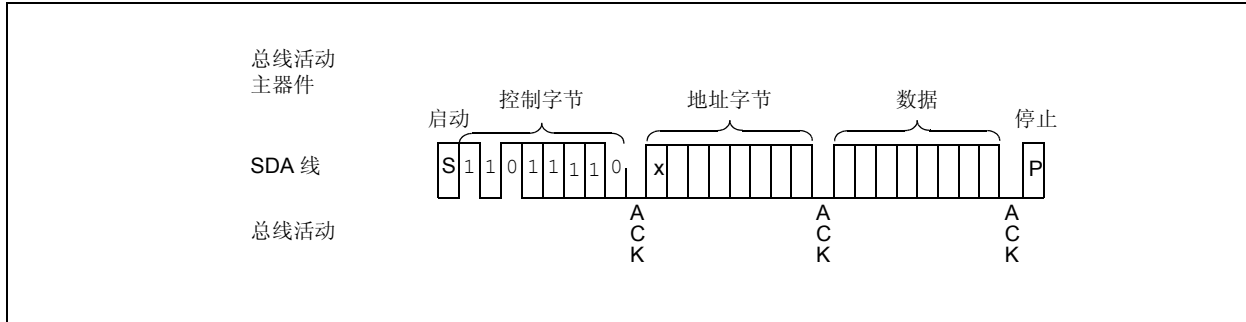 总线活动
主器件
启动
控制字节
地址字节
数据
停止
SDA 线
S 1 1 0 1 1 1 1 0 x P
总线活动
A C K
A C K
A C K